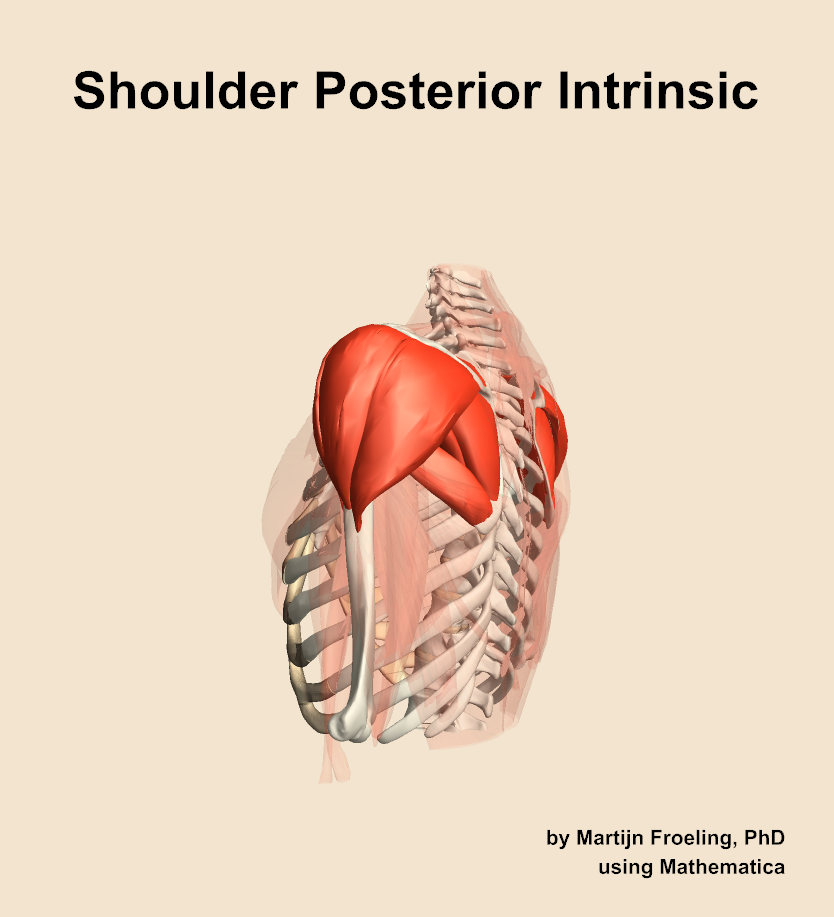 Shoulder Posterior Intrinsic
by Martijn Froeling, PhD
using Mathematica